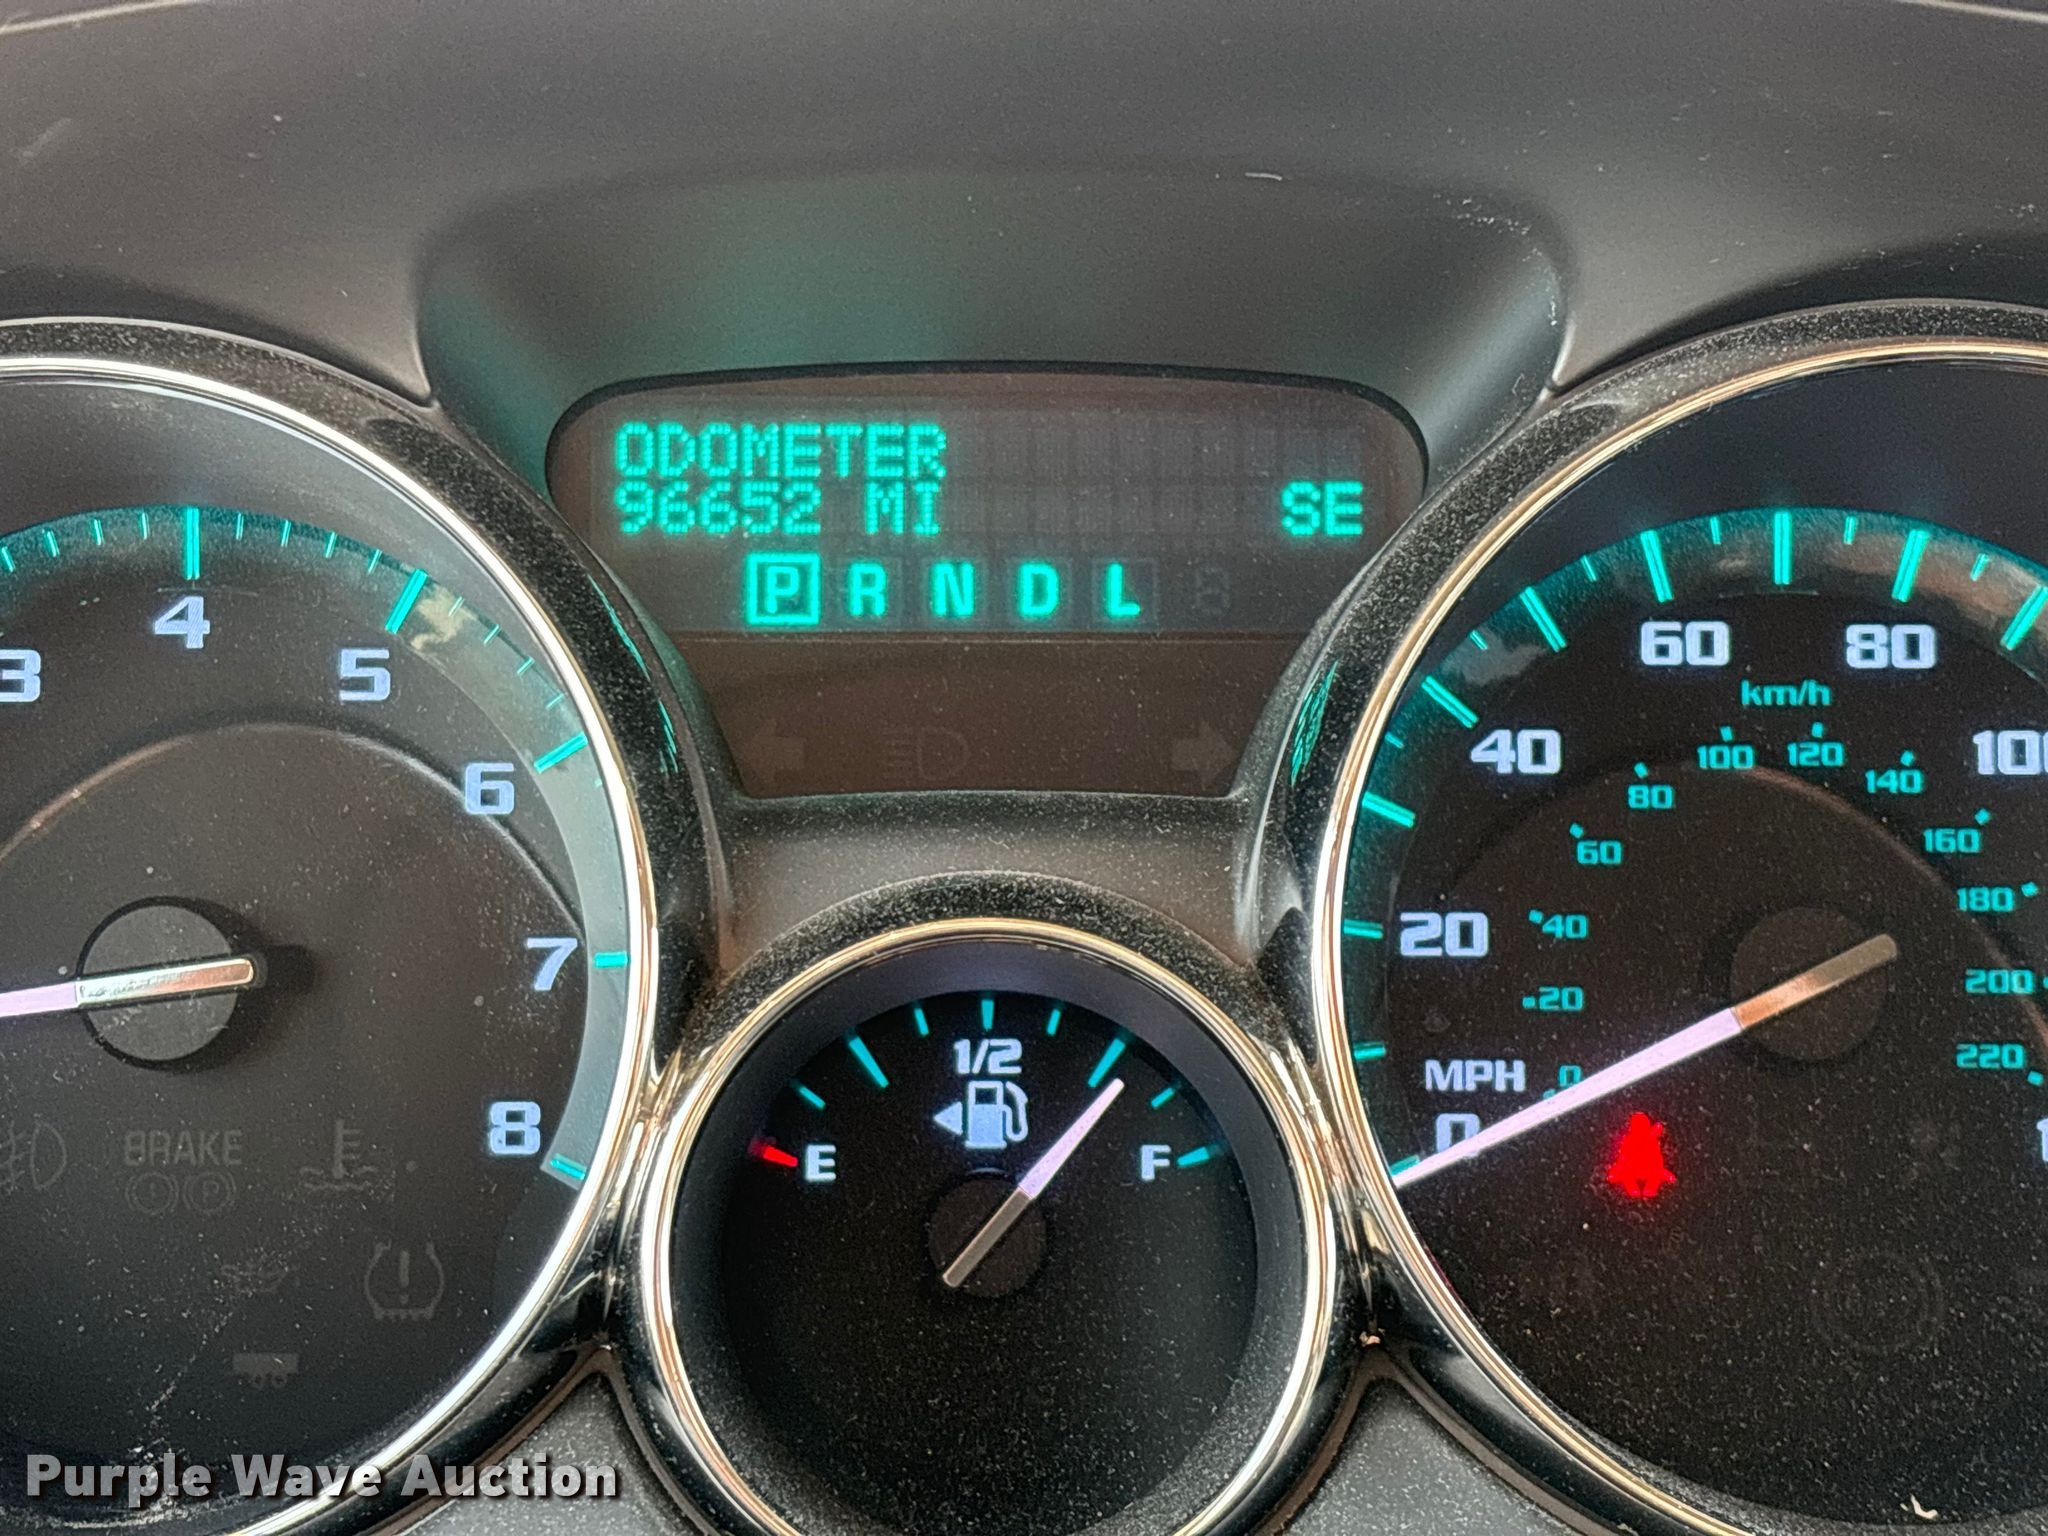 ODOMETER
96652 MI SE
P R N D L
3 4 5 6 7 8
60 80
km/h
40 100
80 100 120 140
60 160
20 40 180
20 200
MPH 0 220
0
1/2
E F
BRAKE
Purple Wave Auction